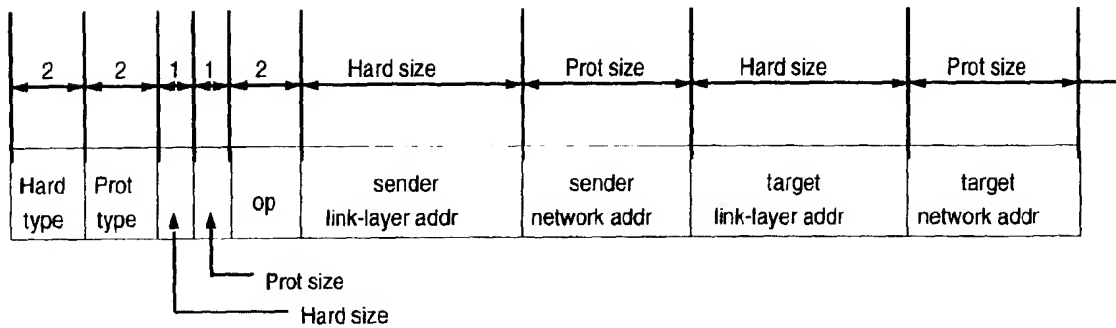 2 2 1 1 2 Hard size Prot size Hard size Prot size
Hard Prot sender sender target target
type type op link-layer addr network addr link-layer addr network addr
Prot size
Hard size